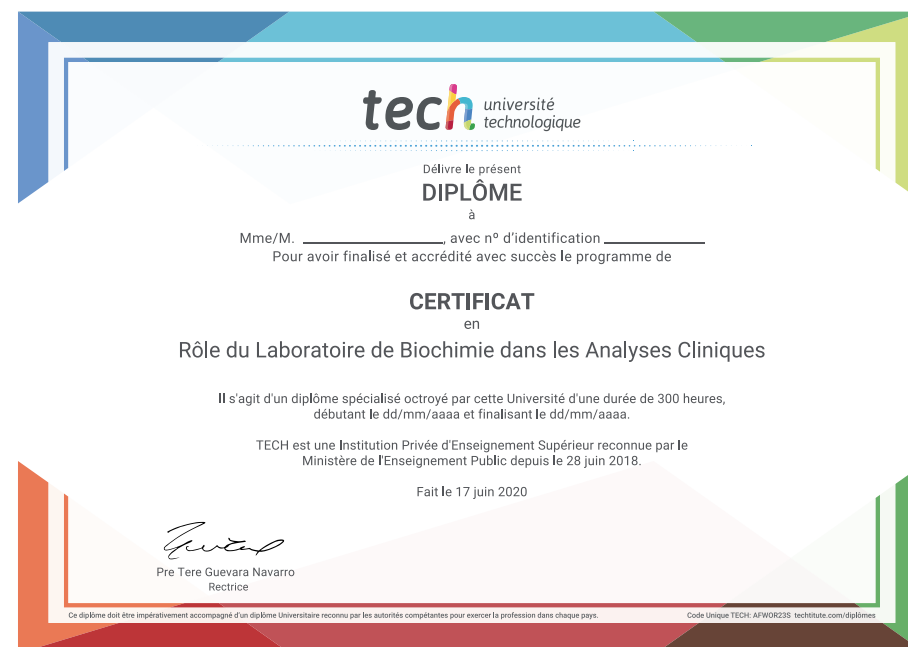 tech université
technologique
Délivre le présent
DIPLÔME
à
Mme/M. ____________________, avec nº d'identification ______________
Pour avoir finalisé et accrédité avec succès le programme de
CERTIFICAT
en
Rôle du Laboratoire de Biochimie dans les Analyses Cliniques
Il s'agit d'un diplôme spécialisé octroyé par cette Université d'une durée de 300 heures,
débutant le dd/mm/aaaa et finalisant le dd/mm/aaaa.
TECH est une Institution Privée d'Enseignement Supérieur reconnue par le
Ministère de l'Enseignement Public depuis le 28 juin 2018.
Fait le 17 juin 2020
Pre Tere Guevara Navarro
Rectrice
Ce diplôme doit être impérativement accompagné d'un diplôme Universitaire reconnu par les autorités compétantes pour exercer la profession dans chaque pays.
Code Unique TECH: AFWOR23S techtitute.com/diplômes